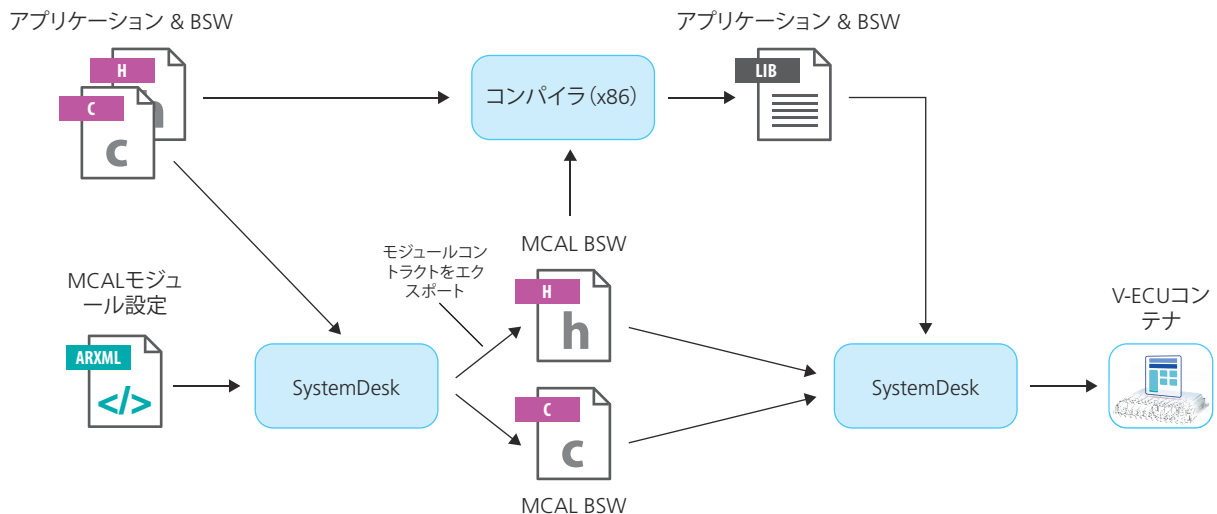 アプリケーション & BSW
H
h
C
c
コンパイラ（x86）
アプリケーション & BSW
LIB
MCALモジュ
ール設定
ARXML
</>
SystemDesk
モジュールコン
トラクトをエク
スポート
MCAL BSW
H
h
C
c
MCAL BSW
SystemDesk
V-ECUコン
テナ